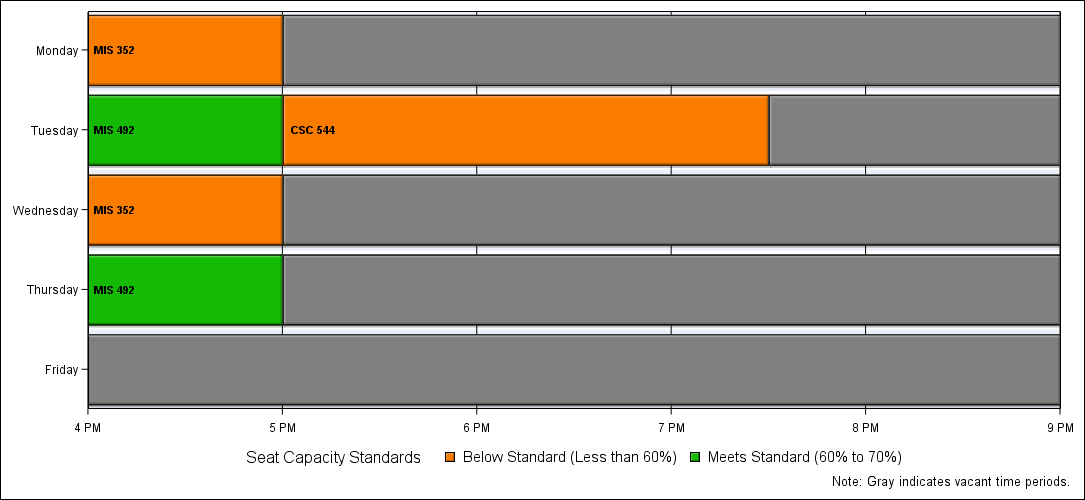 Monday
MIS 352
Tuesday
MIS 492
CSC 544
Wednesday
MIS 352
Thursday
MIS 492
Friday
4 PM 5 PM 6 PM 7 PM 8 PM 9 PM
Seat Capacity Standards Below Standard (Less than 60%) Meets Standard (60% to 70%)
Note: Gray indicates vacant time periods.